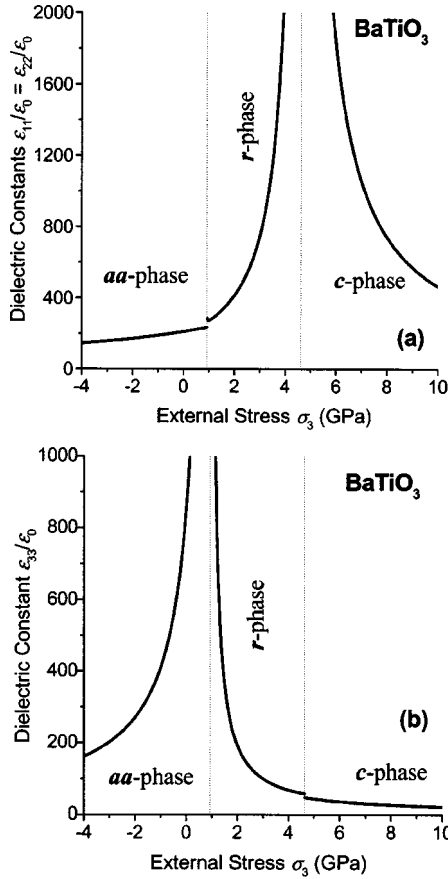 2000
BaTiO₃
1600
1200
800
400
0
Dielectric Constants ε₁₁/ε₀ = ε₂₂/ε₀
r-phase
aa-phase
c-phase
(a)
-4 -2 0 2 4 6 8 10
External Stress σ₃ (GPa)
1000
BaTiO₃
800
600
400
200
0
Dielectric Constant ε₃₃/ε₀
r-phase
(b)
aa-phase
c-phase
-4 -2 0 2 4 6 8 10
External Stress σ₃ (GPa)